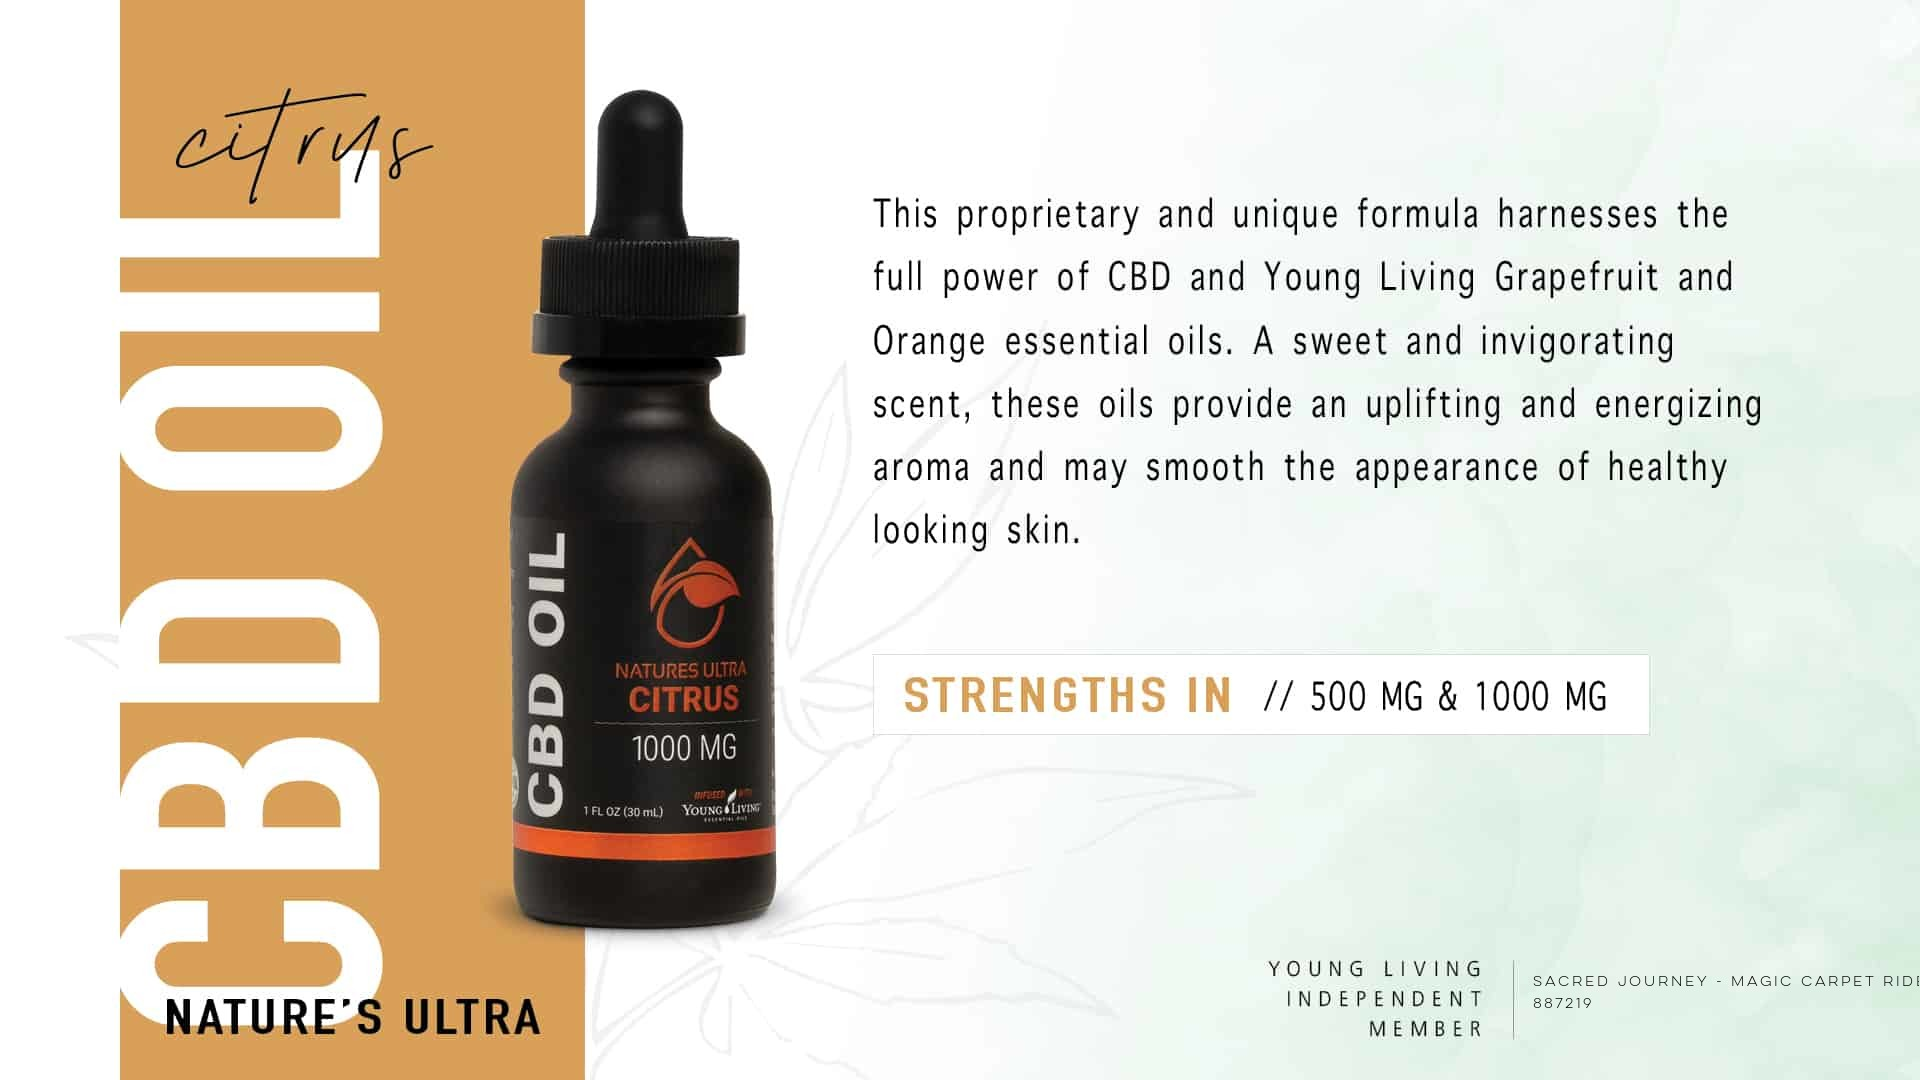 citrus
CBD OIL
NATURE'S ULTRA
CBD OIL
NATURES ULTRA
CITRUS
1000 MG
1 FL OZ (30 mL)
INFUSED WITH
YOUNG LIVING
ESSENTIAL OILS
This proprietary and unique formula harnesses the
full power of CBD and Young Living Grapefruit and
Orange essential oils. A sweet and invigorating
scent, these oils provide an uplifting and energizing
aroma and may smooth the appearance of healthy
looking skin.
STRENGTHS IN // 500 MG & 1000 MG
YOUNG LIVING
INDEPENDENT
MEMBER
SACRED JOURNEY - MAGIC CARPET RIDE
887219